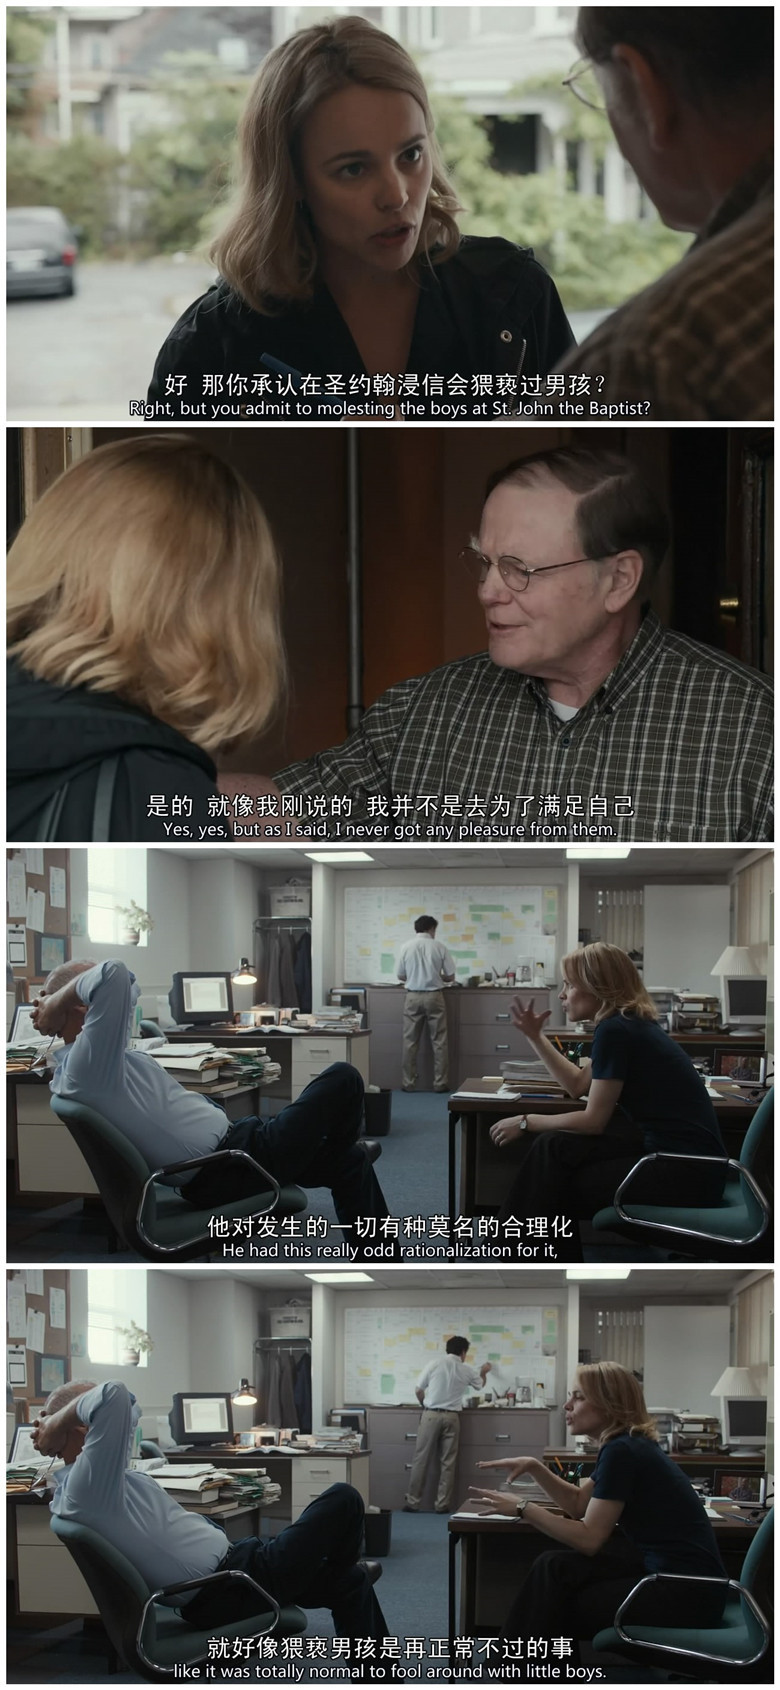 好 那你承认在圣约翰浸信会猥亵过男孩?
Right, but you admit to molesting the boys at St. John the Baptist?
是的 就像我刚说的 我并不是去为了满足自己
Yes, yes, but as I said, I never got any pleasure from them.
他对发生的一切有种莫名的合理化
He had this really odd rationalization for it,
就好像猥亵男孩是再正常不过的事
like it was totally normal to fool around with little boys.